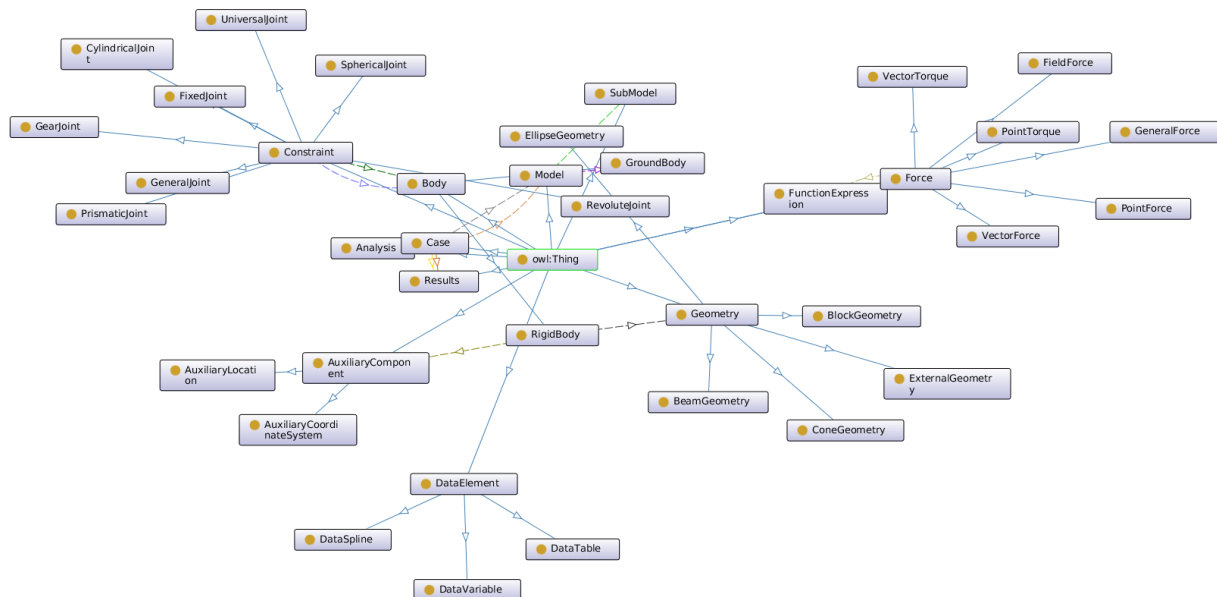 UniversalJoint
CylindricalJoin
t
SphericalJoint
FieldForce
VectorTorque
FixedJoint
SubModel
GearJoint
EllipseGeometry
PointTorque
GeneralForce
Constraint
GroundBody
Model
GeneralJoint
Body
Force
FunctionExpress
ion
PrismaticJoint
RevoluteJoint
PointForce
VectorForce
Analysis
Case
owl:Thing
Results
Geometry
BlockGeometry
RigidBody
AuxiliaryLocati
on
AuxiliaryCompon
ent
ExternalGeometr
y
BeamGeometry
AuxiliaryCoordi
nateSystem
ConeGeometry
DataElement
DataSpline
DataTable
DataVariable